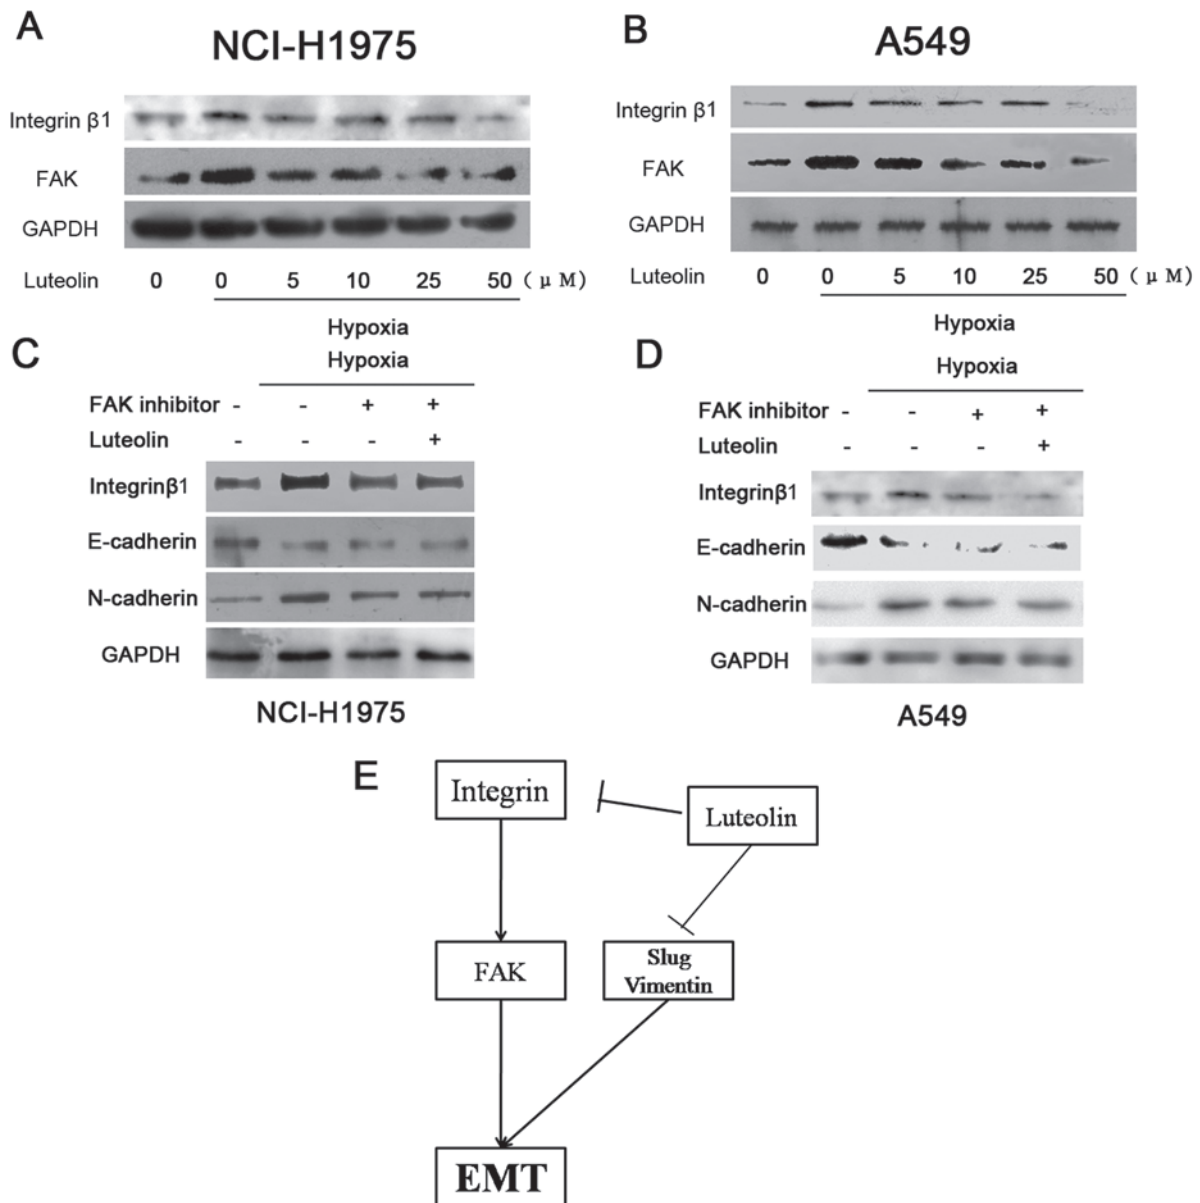 A
NCI-H1975
Integrin β1
FAK
GAPDH
Luteolin 0 0 5 10 25 50 ( μ M)
Hypoxia
B
A549
Integrin β1
FAK
GAPDH
Luteolin 0 0 5 10 25 50 ( μ M)
Hypoxia
C
Hypoxia
FAK inhibitor - - + +
Luteolin - - - +
Integrinβ1
E-cadherin
N-cadherin
GAPDH
NCI-H1975
D
Hypoxia
FAK inhibitor - - + +
Luteolin - - - +
Integrinβ1
E-cadherin
N-cadherin
GAPDH
A549
E
Integrin
Luteolin
FAK
Slug
Vimentin
EMT